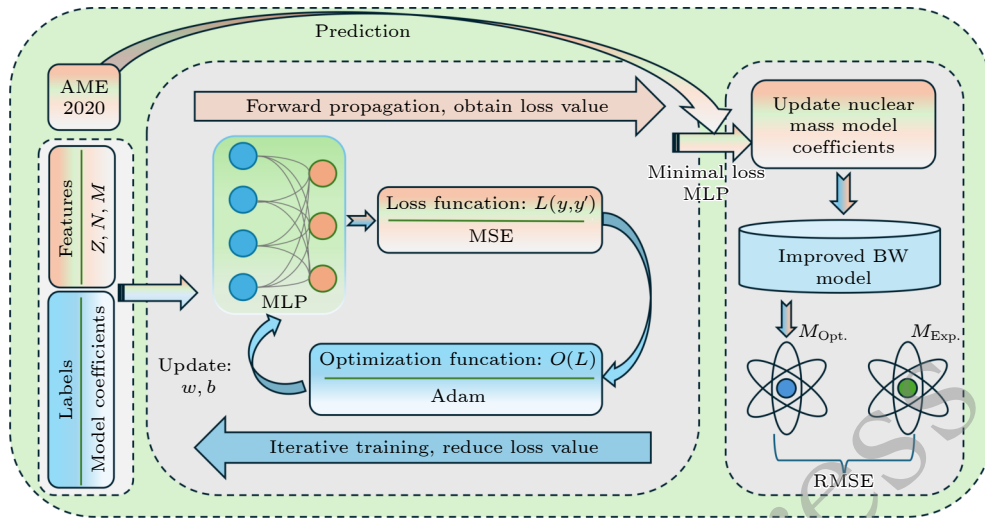 Prediction
AME
2020
Features
Z, N, M
Labels
Model coefficients
Forward propagation, obtain loss value
MLP
Loss funcation: L(y,y′)
MSE
Optimization funcation: O(L)
Adam
Update:
w, b
Iterative training, reduce loss value
Minimal loss
MLP
Update nuclear
mass model
coefficients
Improved BW
model
M_Opt.
M_Exp.
RMSE
ess